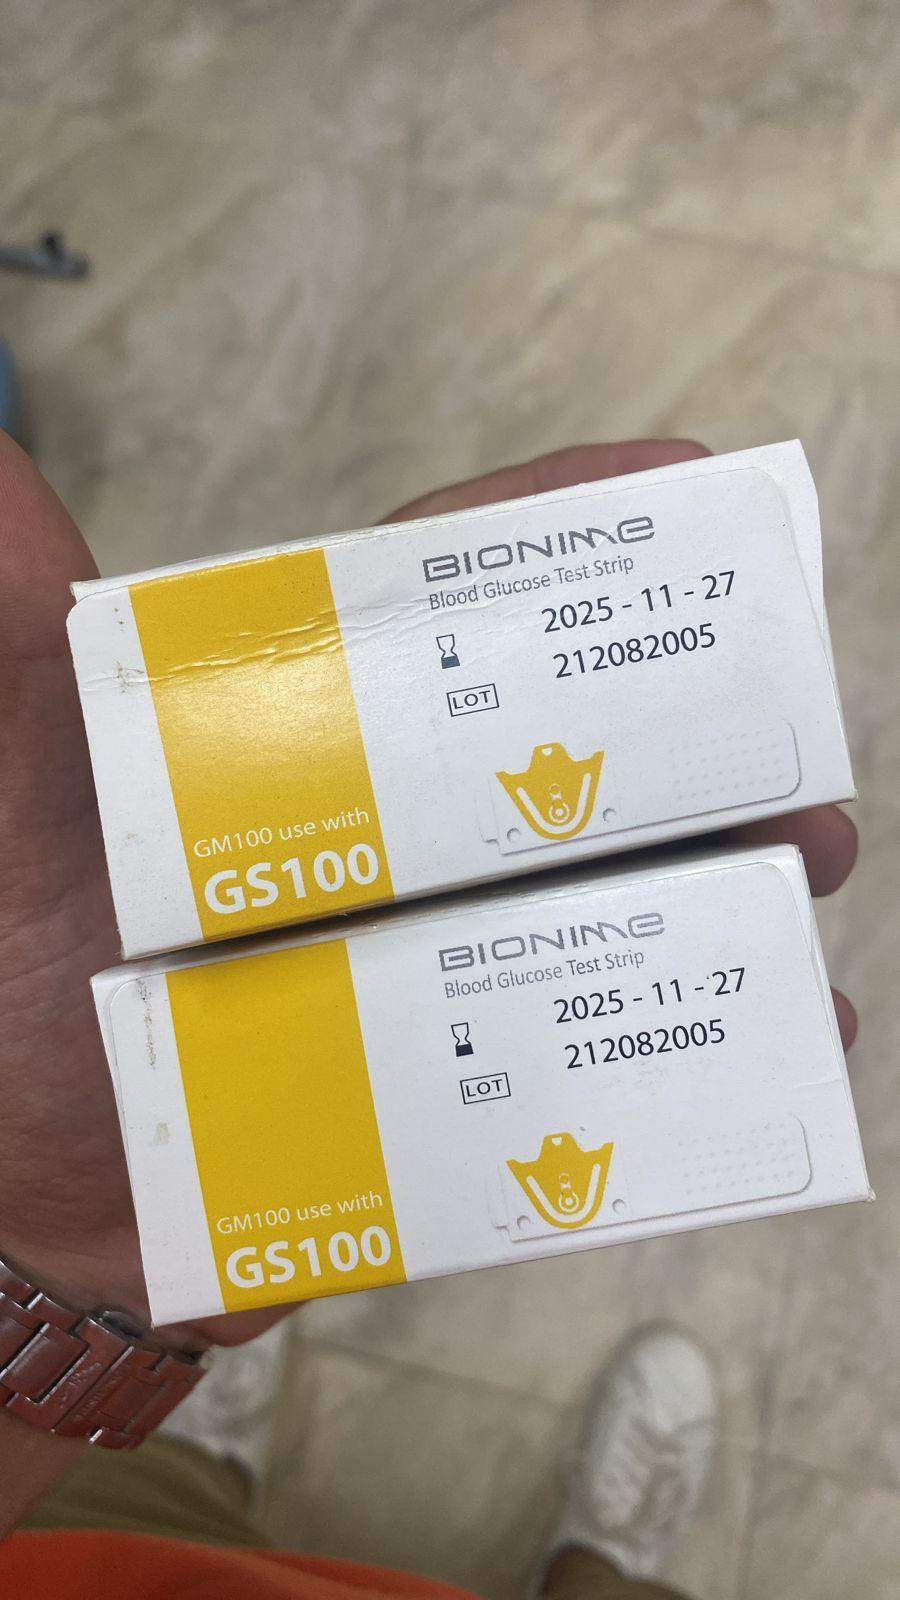 BIONIME
Blood Glucose Test Strip
2025 - 11 - 27
LOT 212082005
GM100 use with
GS100
BIONIME
Blood Glucose Test Strip
2025 - 11 - 27
LOT 212082005
GM100 use with
GS100